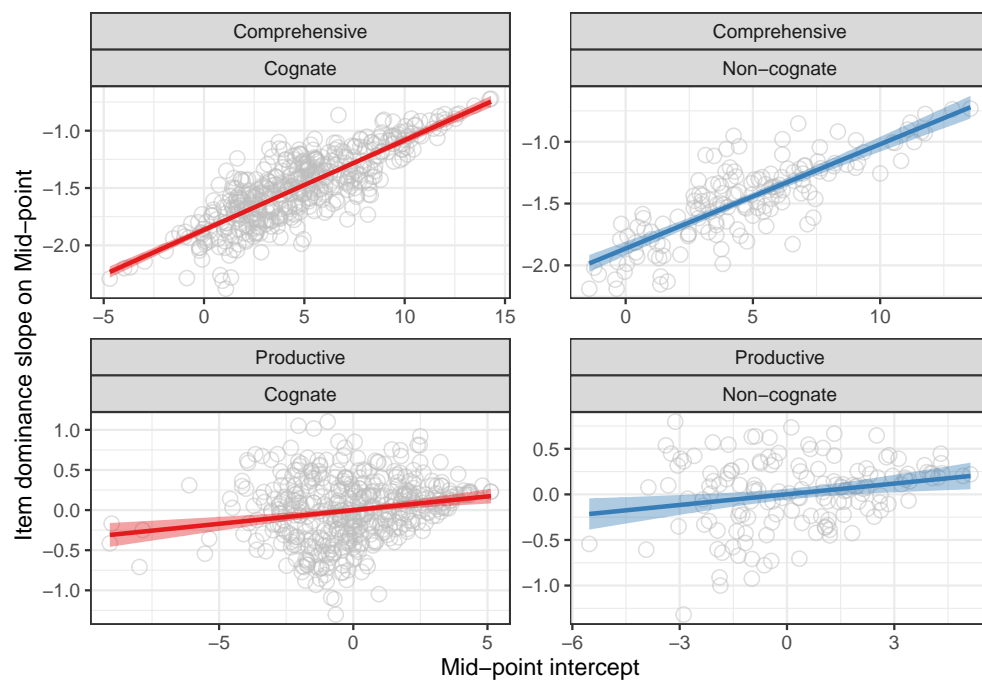 Comprehensive
Cognate
Comprehensive
Non−cognate
−1.0
−1.5
−2.0
−5 0 5 10 15
−1.0
−1.5
−2.0
0 5 10
Productive
Cognate
Productive
Non−cognate
1.0
0.5
0.0
−0.5
−1.0
−5 0 5
0.5
0.0
−0.5
−1.0
−6 −3 0 3
Item dominance slope on Mid−point
Mid−point intercept